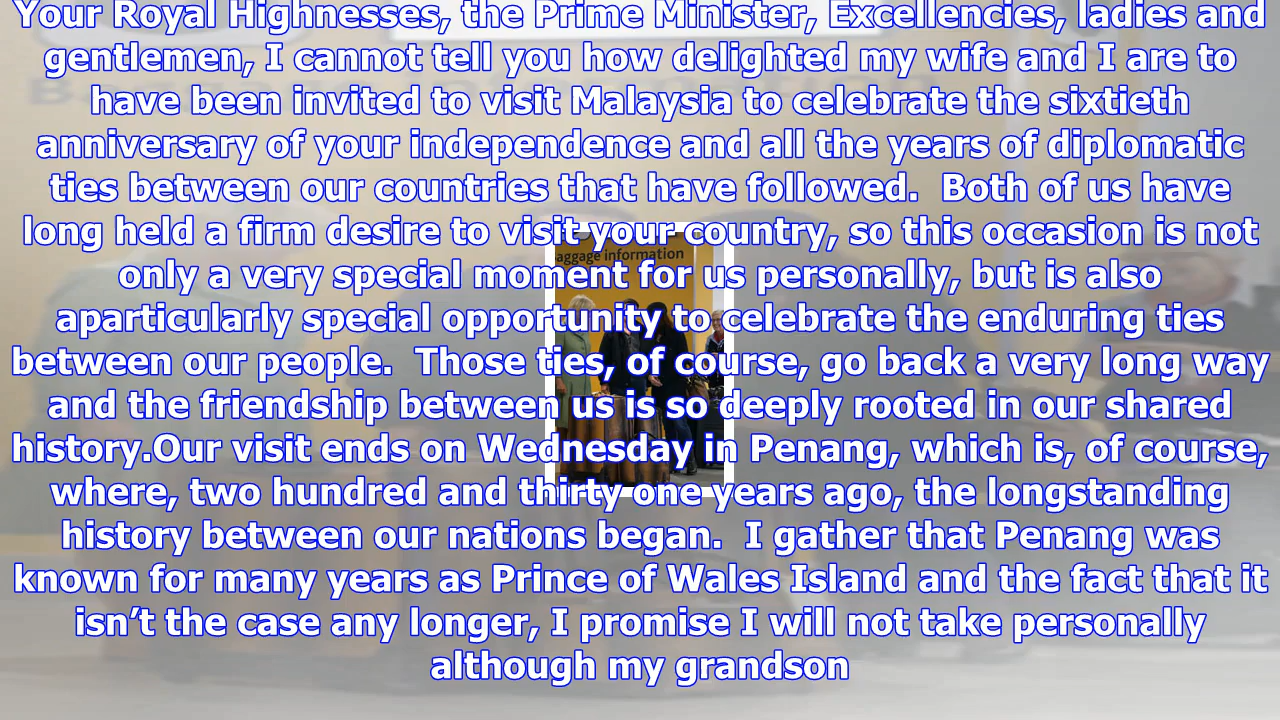 Your Royal Highnesses, the Prime Minister, Excellencies, ladies and
gentlemen, I cannot tell you how delighted my wife and I are to
have been invited to visit Malaysia to celebrate the sixtieth
anniversary of your independence and all the years of diplomatic
ties between our countries that have followed.  Both of us have
long held a firm desire to visit your country, so this occasion is not
only a very special moment for us personally, but is also
aparticularly special opportunity to celebrate the enduring ties
between our people.  Those ties, of course, go back a very long way
and the friendship between us is so deeply rooted in our shared
history.Our visit ends on Wednesday in Penang, which is, of course,
where, two hundred and thirty-one years ago, the longstanding
history between our nations began.  I gather that Penang was
known for many years as Prince of Wales Island and the fact that it
isn’t the case any longer, I promise I will not take personally
although my grandson
aggage information